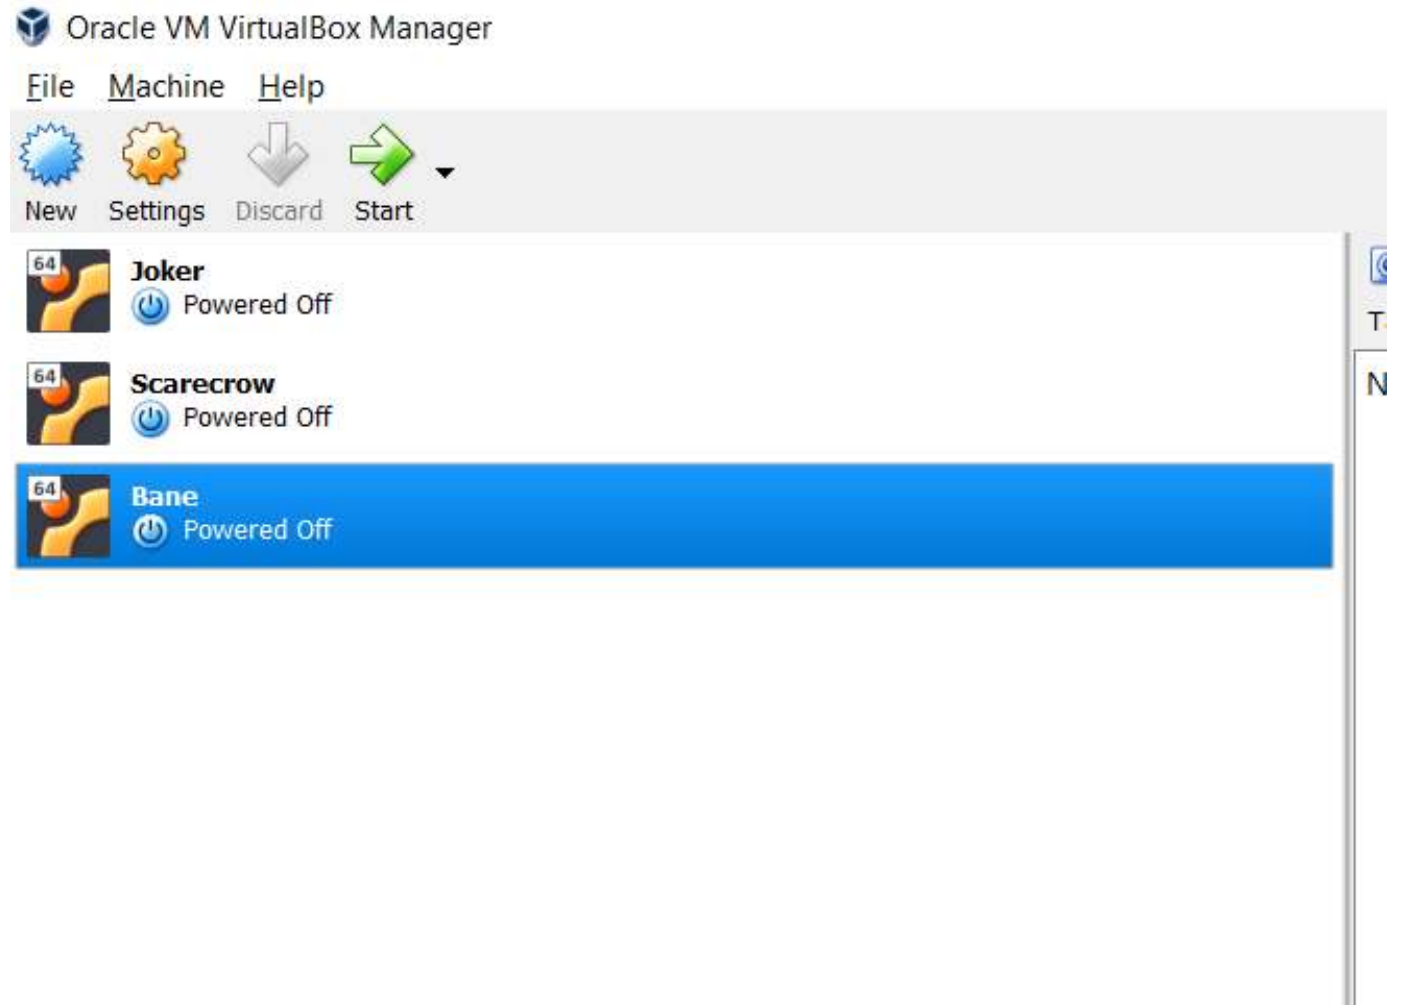 Oracle VM VirtualBox Manager
File Machine Help
New Settings Discard Start
64
Joker
Powered Off
64
Scarecrow
Powered Off
64
Bane
Powered Off
T
N